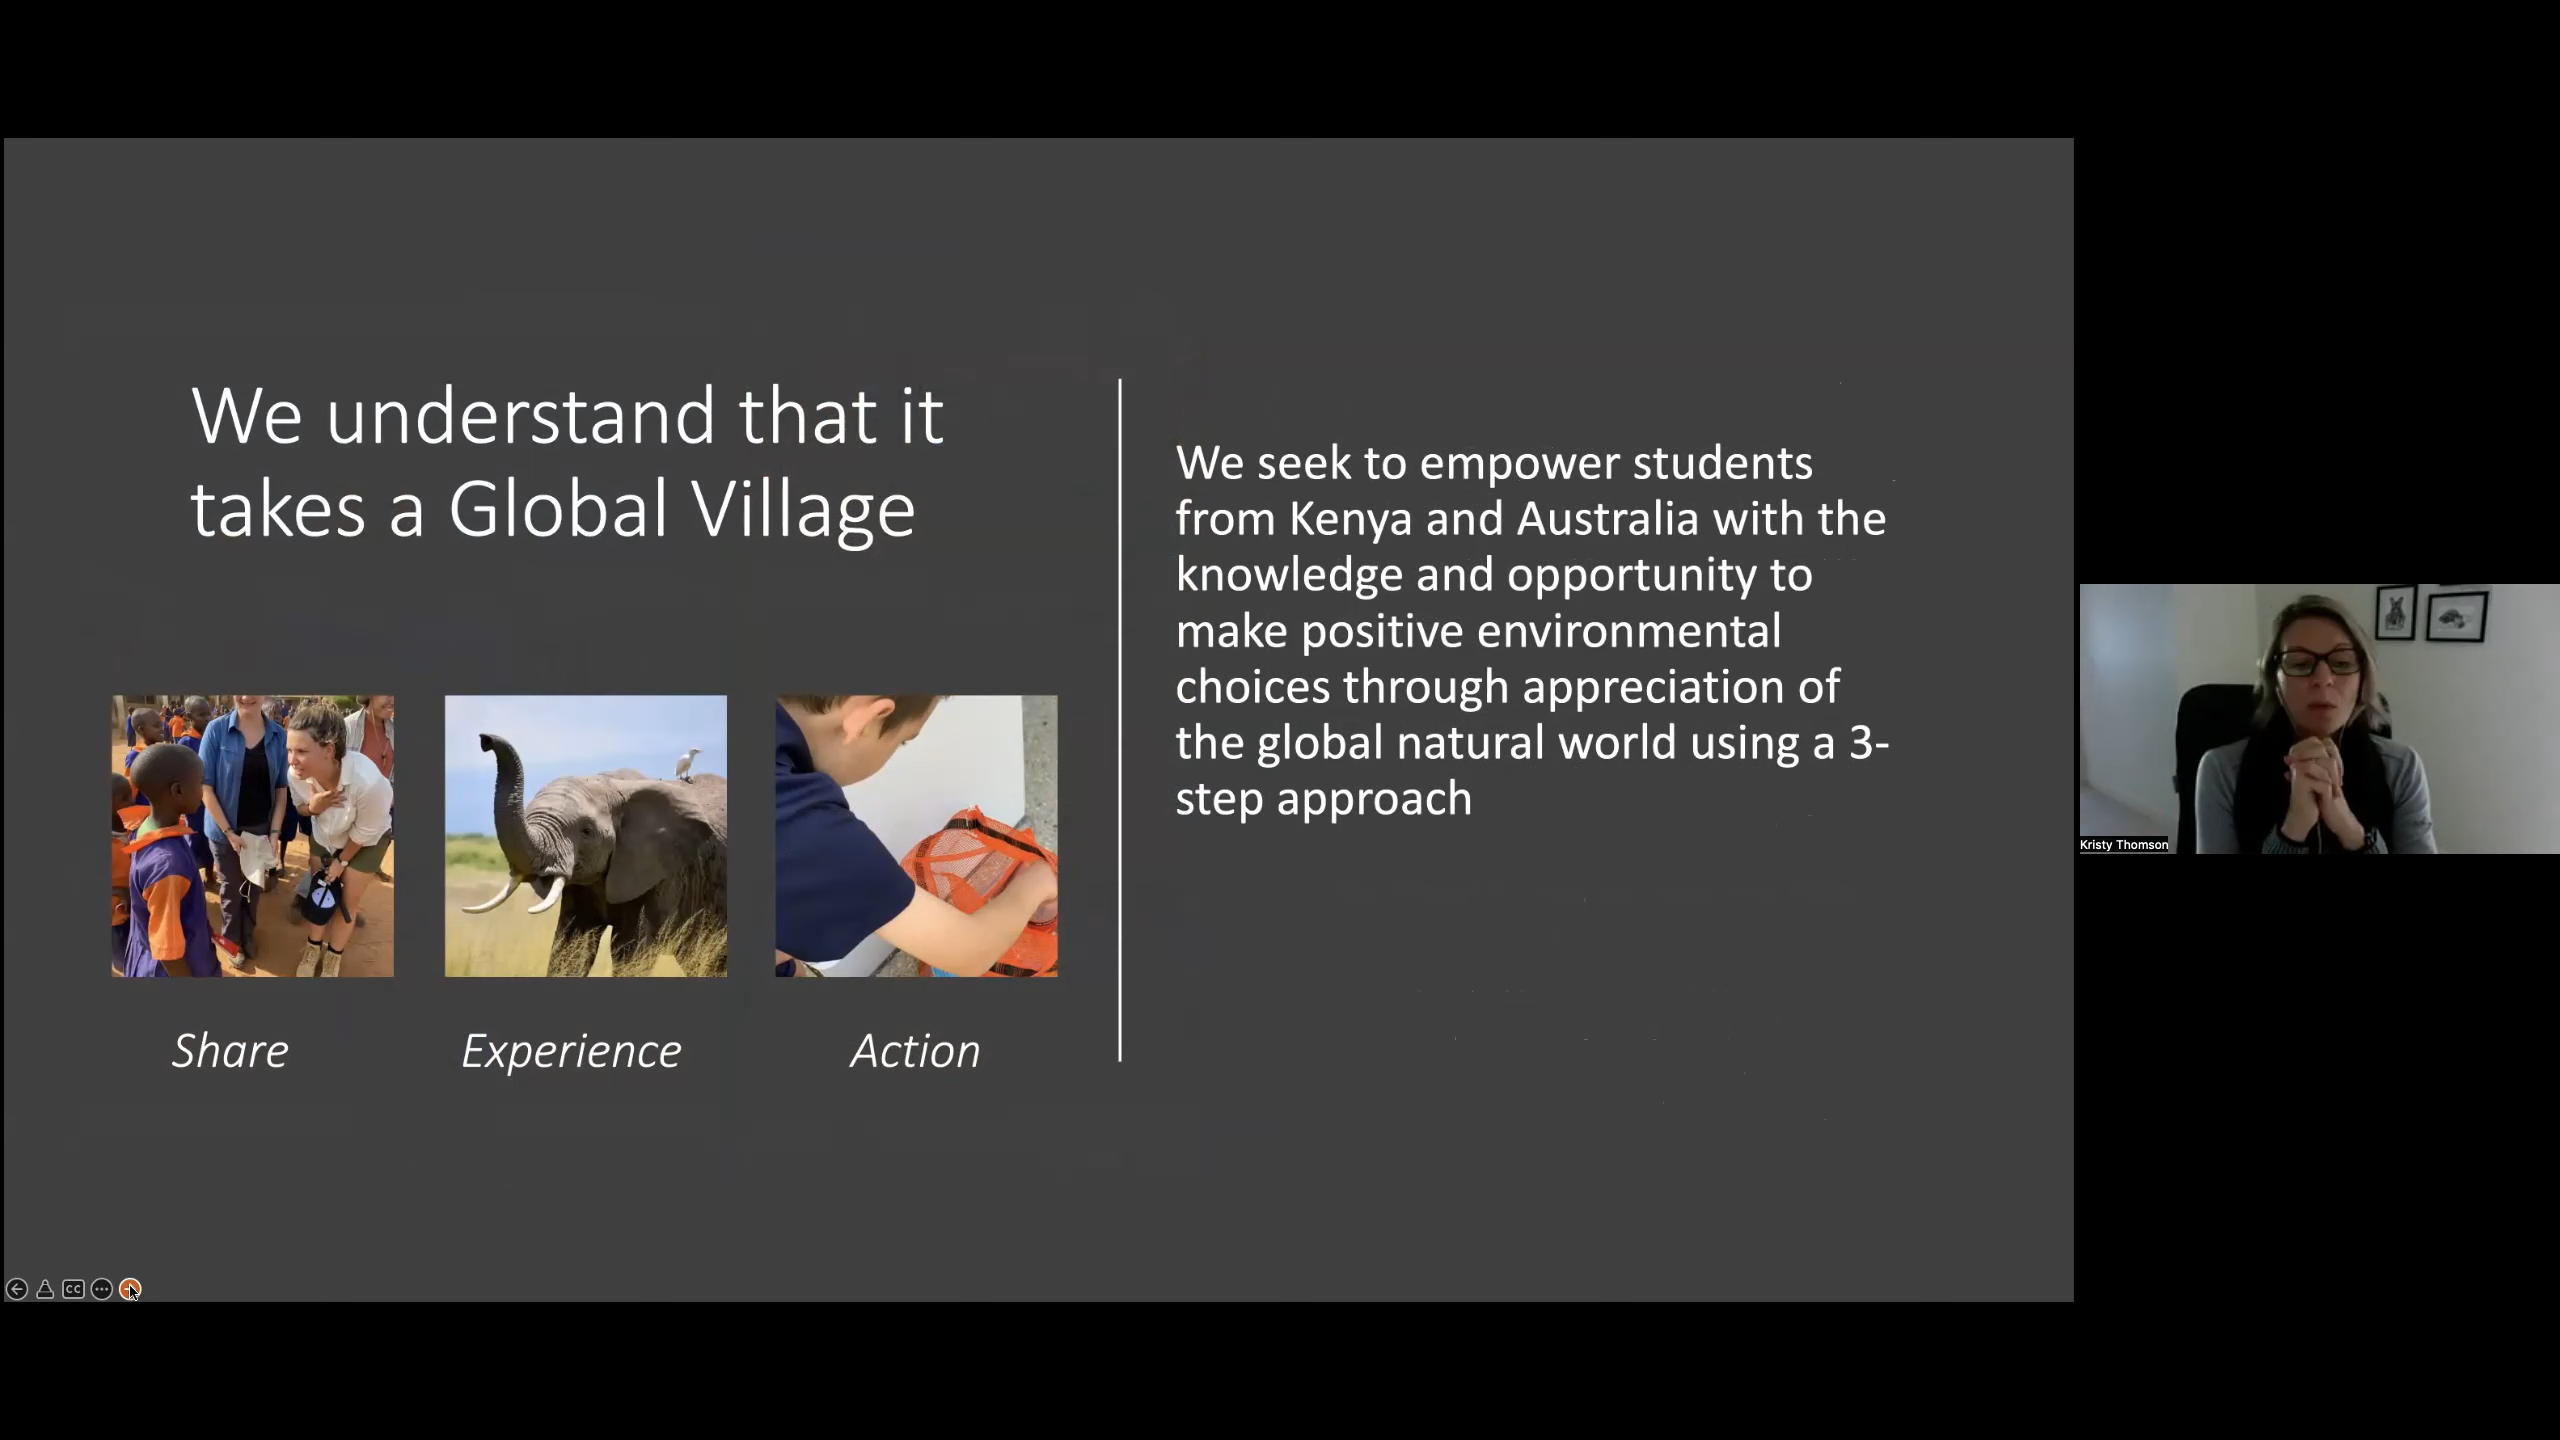 We understand that it
takes a Global Village
Share
Experience
Action
We seek to empower students
from Kenya and Australia with the
knowledge and opportunity to
make positive environmental
choices through appreciation of
the global natural world using a 3-
step approach
Kristy Thomson
CC